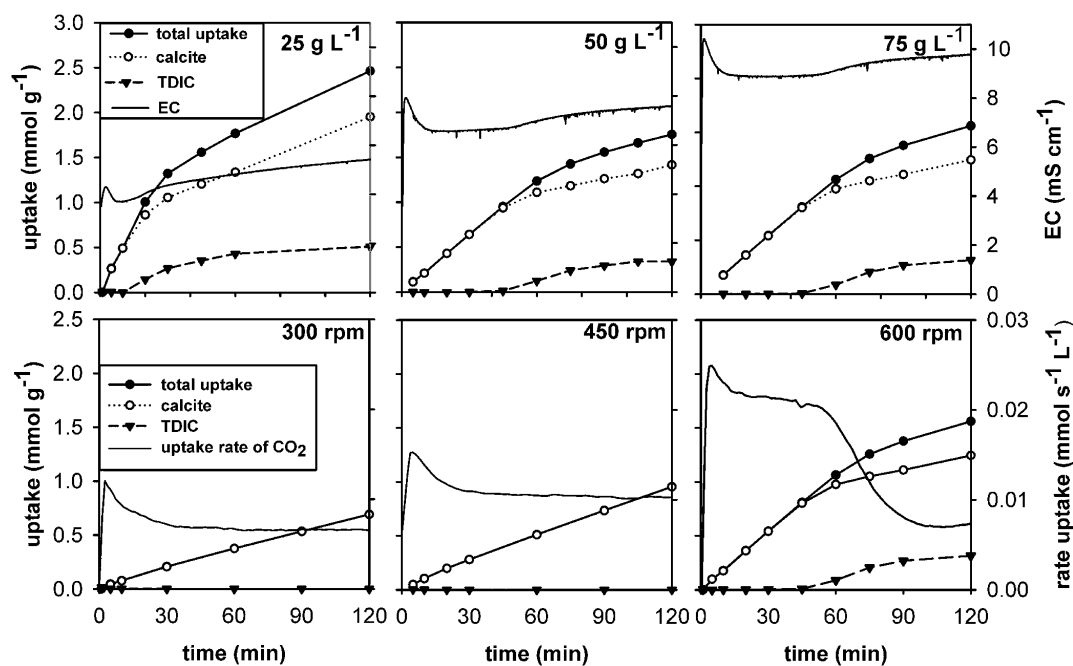 3.0
2.5
2.0
1.5
1.0
0.5
0.0
uptake (mmol g⁻¹)
total uptake
calcite
TDIC
EC
25 g L⁻¹
50 g L⁻¹
75 g L⁻¹
10
8
6
4
2
0
EC (mS cm⁻¹)
2.5
2.0
1.5
1.0
0.5
0.0
uptake (mmol g⁻¹)
300 rpm
total uptake
calcite
TDIC
uptake rate of CO₂
450 rpm
600 rpm
0.03
0.02
0.01
0.00
rate uptake (mmol s⁻¹ L⁻¹)
0 30 60 90 120
0 30 60 90 120
0 30 60 90 120
time (min)
time (min)
time (min)